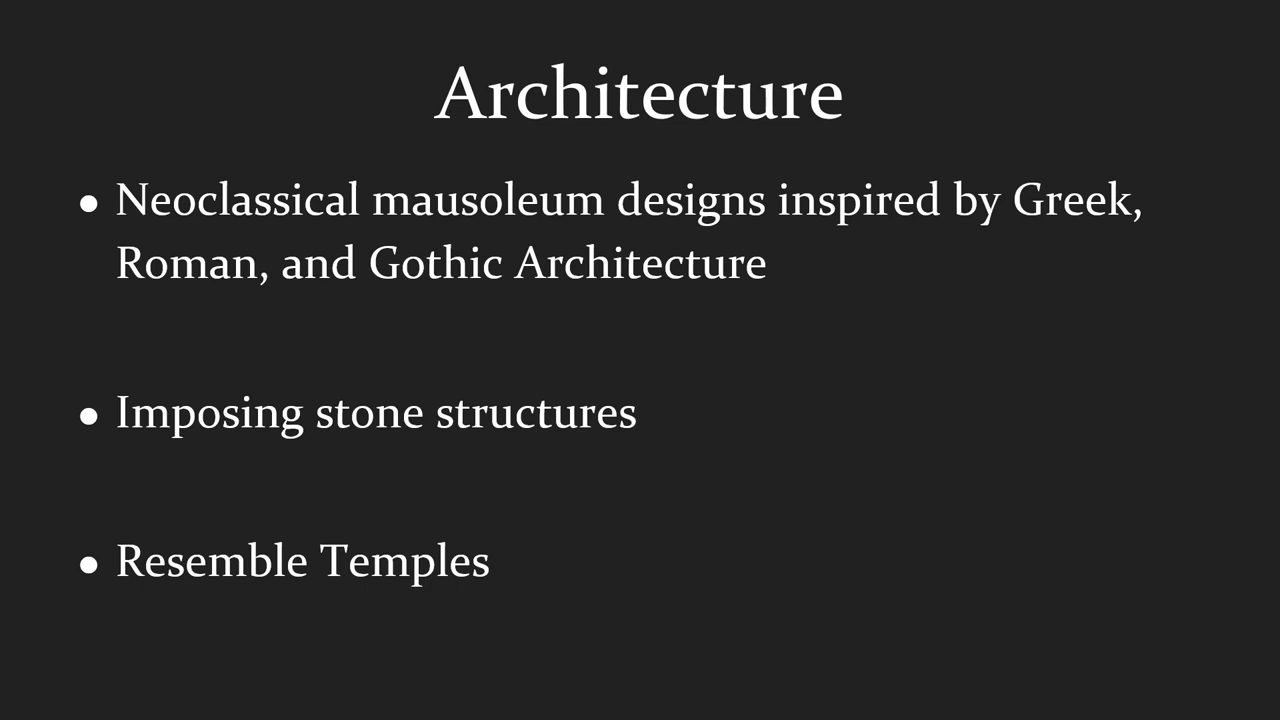 Architecture
• Neoclassical mausoleum designs inspired by Greek,
Roman, and Gothic Architecture
• Imposing stone structures
• Resemble Temples